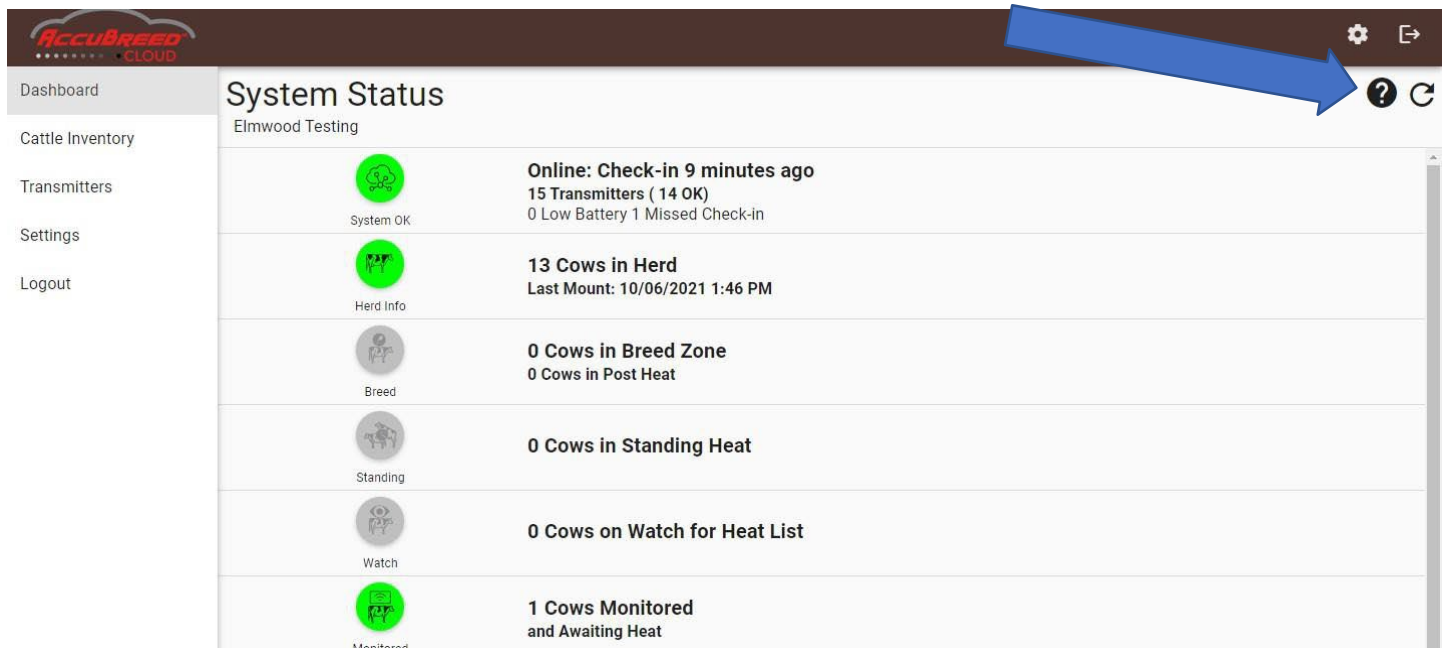 ACCUBREED
CLOUD
Dashboard
Cattle Inventory
Transmitters
Settings
Logout
System Status
Elmwood Testing
System OK
Online: Check-in 9 minutes ago
15 Transmitters ( 14 OK)
0 Low Battery 1 Missed Check-in
Herd Info
13 Cows in Herd
Last Mount: 10/06/2021 1:46 PM
Breed
0 Cows in Breed Zone
0 Cows in Post Heat
Standing
0 Cows in Standing Heat
Watch
0 Cows on Watch for Heat List
Monitored
1 Cows Monitored
and Awaiting Heat